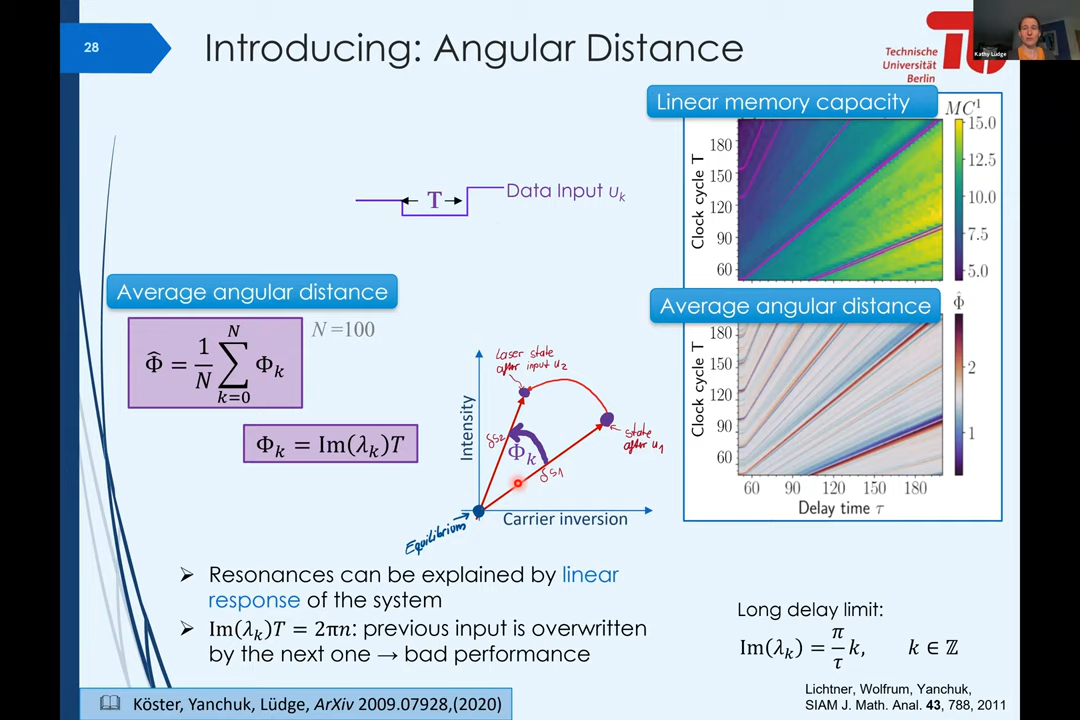 28
Introducing: Angular Distance
Technische
Universität
Berlin
Kathy Lüdge
Linear memory capacity
MC¹
Clock cycle T
180
150
120
90
60
15.0
12.5
10.0
7.5
5.0
T
Data Input uₖ
Average angular distance
N =100
Φ̂ = 1/N ∑ₖ₌₀ᴺ Φₖ
Φₖ = Im(λₖ)T
Laser state
after input u₂
state
after u₁
δs2
Φₖ
δs1
Intensity
Carrier inversion
Equilibrium
Average angular distance
Φ̂
Clock cycle T
180
150
120
90
60
2
1
60 90 120 150 180
Delay time τ
➢ Resonances can be explained by linear
response of the system
➢ Im(λₖ)T = 2πn: previous input is overwritten
by the next one → bad performance
Long delay limit:
Im(λₖ) = π/τ k, k ∈ ℤ
Köster, Yanchuk, Lüdge, ArXiv 2009.07928,(2020)
Lichtner, Wolfrum, Yanchuk,
SIAM J. Math. Anal. 43, 788, 2011